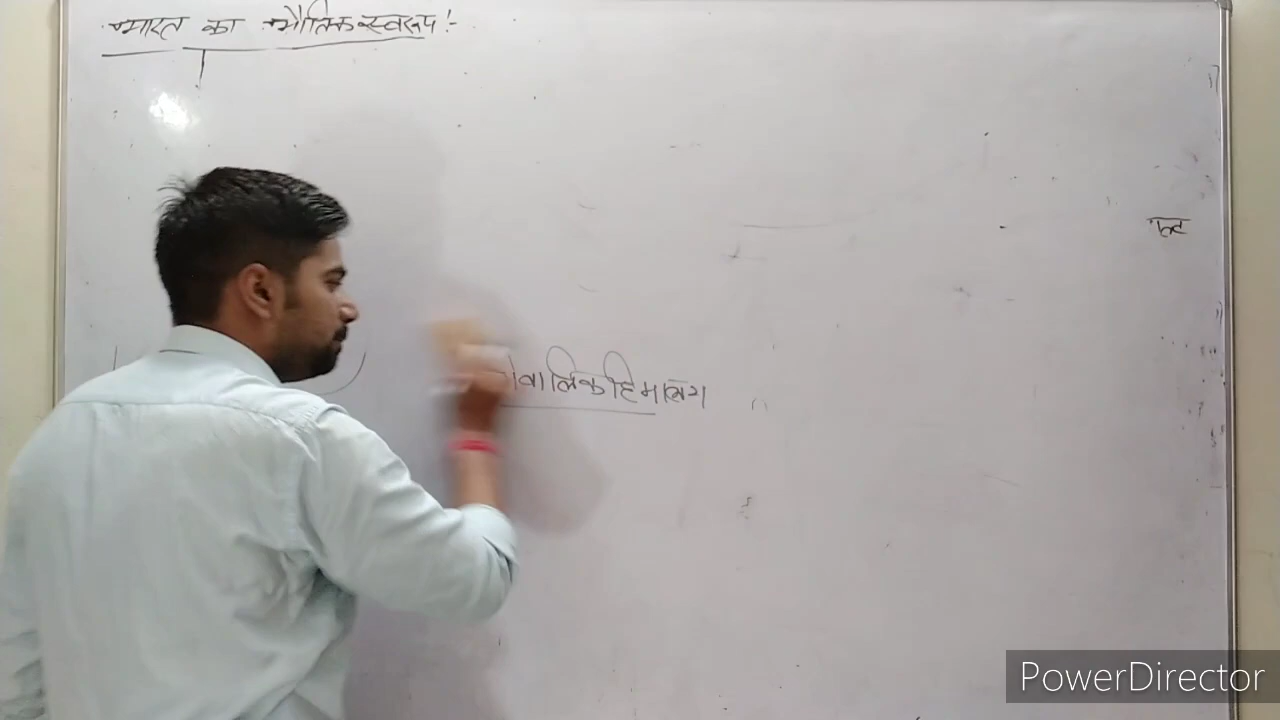 भारत का भौतिक स्वरूप :-
वालिक हिमालय
PowerDirector